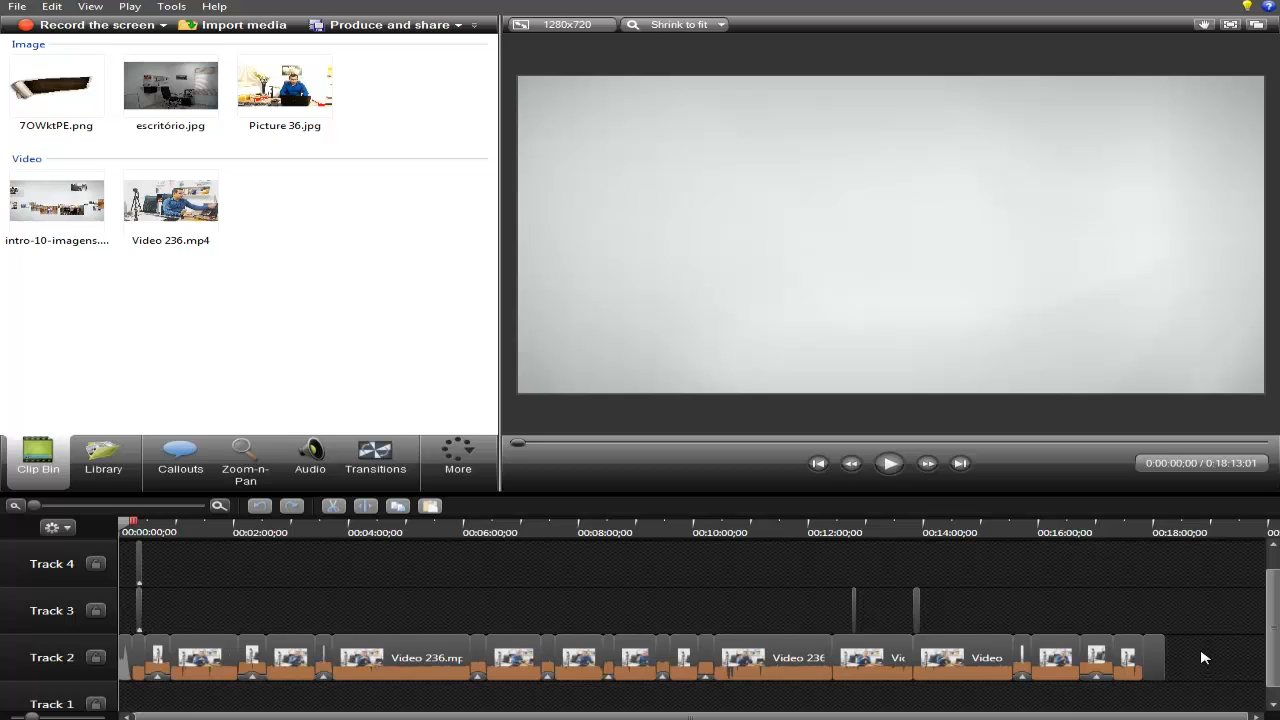 File Edit View Play Tools Help
Record the screen Import media Produce and share 1280x720 Shrink to fit
Image
7OWktPE.png escritório.jpg Picture 36.jpg
Video
intro-10-imagens.... Video 236.mp4
Clip Bin Library Callouts Zoom-n-Pan Audio Transitions More
0:00:00;00 / 0:18:13;01
00:00:00;00 00:02:00;00 00:04:00;00 00:06:00;00 00:08:00;00 00:10:00;00 00:12:00;00 00:14:00;00 00:16:00;00 00:18:00;00 00
Track 4
Track 3
Track 2 Video 236.mp Video 236 Vic Video
Track 1